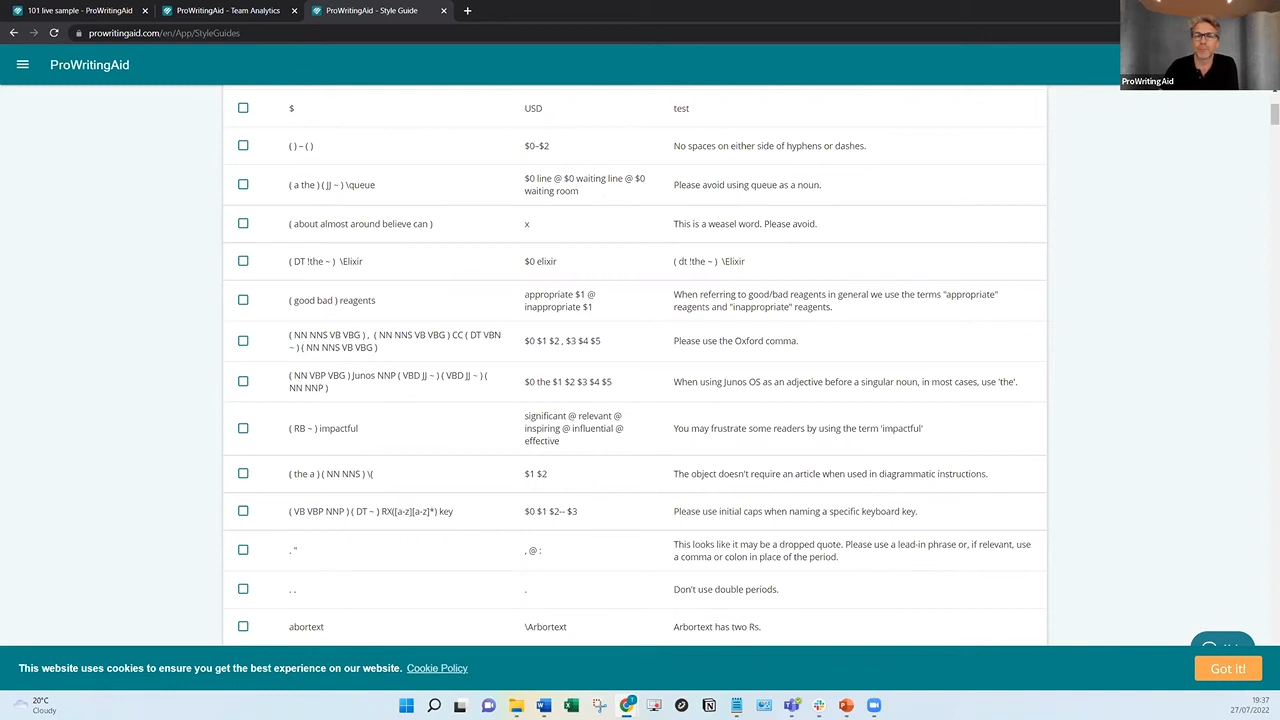 101 live sample - ProWritingAid
ProWritingAid - Team Analytics
ProWritingAid - Style Guide
prowritingaid.com/en/App/StyleGuides
ProWritingAid
ProWriting Aid
$ USD test
( ) – ( ) $0–$2 No spaces on either side of hyphens or dashes.
( a the ) ( JJ ~ ) \queue $0 line @ $0 waiting line @ $0 waiting room Please avoid using queue as a noun.
( about almost around believe can ) x This is a weasel word. Please avoid.
( DT !the ~ ) \Elixir $0 elixir ( dt !the ~ ) \Elixir
( good bad ) reagents appropriate $1 @ inappropriate $1 When referring to good/bad reagents in general we use the terms "appropriate" reagents and "inappropriate" reagents.
( NN NNS VB VBG ) , ( NN NNS VB VBG ) CC ( DT VBN ~ ) ( NN NNS VB VBG ) $0 $1 $2 , $3 $4 $5 Please use the Oxford comma.
( NN VBP VBG ) Junos NNP ( VBD JJ ~ ) ( VBD JJ ~ ) ( NN NNP ) $0 the $1 $2 $3 $4 $5 When using Junos OS as an adjective before a singular noun, in most cases, use 'the'.
( RB ~ ) impactful significant @ relevant @ inspiring @ influential @ effective You may frustrate some readers by using the term 'impactful'
( the a ) ( NN NNS ) \( $1 $2 The object doesn't require an article when used in diagrammatic instructions.
( VB VBP NNP ) ( DT ~ ) RX([a-z][a-z]*) key $0 $1 $2-- $3 Please use initial caps when naming a specific keyboard key.
. " , @ : This looks like it may be a dropped quote. Please use a lead-in phrase or, if relevant, use a comma or colon in place of the period.
. . . Don't use double periods.
abortext \Arbortext Arbortext has two Rs.
This website uses cookies to ensure you get the best experience on our website. Cookie Policy
Got it!
20°C
Cloudy
19:37
27/07/2022